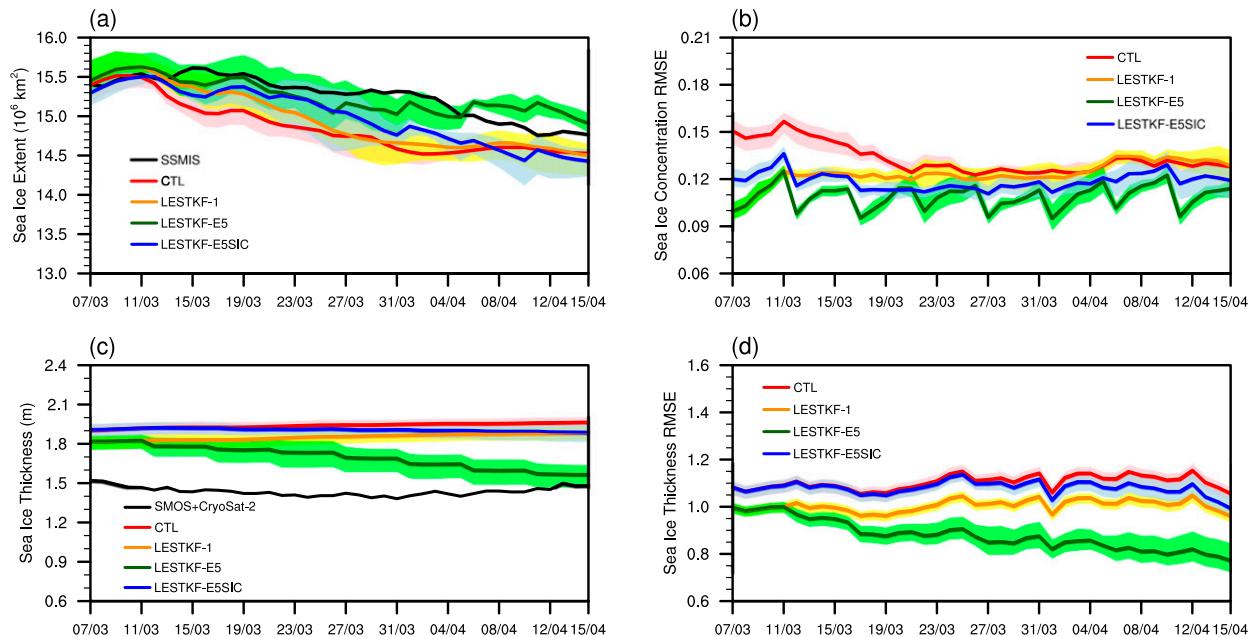 (a)
Sea Ice Extent (10⁶ km²)
16.0
15.5
15.0
14.5
14.0
13.5
13.0
SSMIS
CTL
LESTKF-1
LESTKF-E5
LESTKF-E5SIC
07/03 11/03 15/03 19/03 23/03 27/03 31/03 04/04 08/04 12/04 15/04
(b)
Sea Ice Concentration RMSE
0.21
0.18
0.15
0.12
0.09
0.06
CTL
LESTKF-1
LESTKF-E5
LESTKF-E5SIC
07/03 11/03 15/03 19/03 23/03 27/03 31/03 04/04 08/04 12/04 15/04
(c)
Sea Ice Thickness (m)
2.4
2.1
1.8
1.5
1.2
0.9
0.6
SMOS+CryoSat-2
CTL
LESTKF-1
LESTKF-E5
LESTKF-E5SIC
07/03 11/03 15/03 19/03 23/03 27/03 31/03 04/04 08/04 12/04 15/04
(d)
Sea Ice Thickness RMSE
1.6
1.4
1.2
1.0
0.8
0.6
CTL
LESTKF-1
LESTKF-E5
LESTKF-E5SIC
07/03 11/03 15/03 19/03 23/03 27/03 31/03 04/04 08/04 12/04 15/04